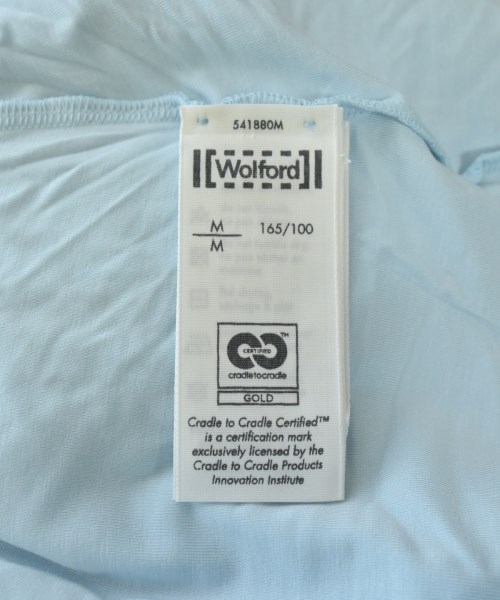 541880M
[Wolford]
M 165/100
M
TM
CERTIFIED
cradletocradle
GOLD
Cradle to Cradle Certified™
is a certification mark
exclusively licensed by the
Cradle to Cradle Products
Innovation Institute